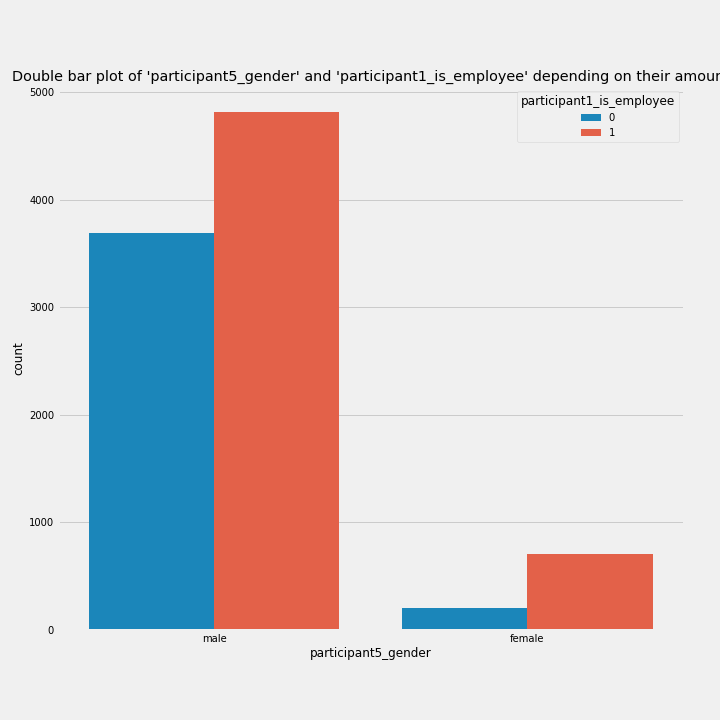 Double bar plot of 'participant5_gender' and 'participant1_is_employee' depending on their amour
participant1_is_employee
0
1
5000
4000
3000
2000
1000
0
count
male
female
participant5_gender